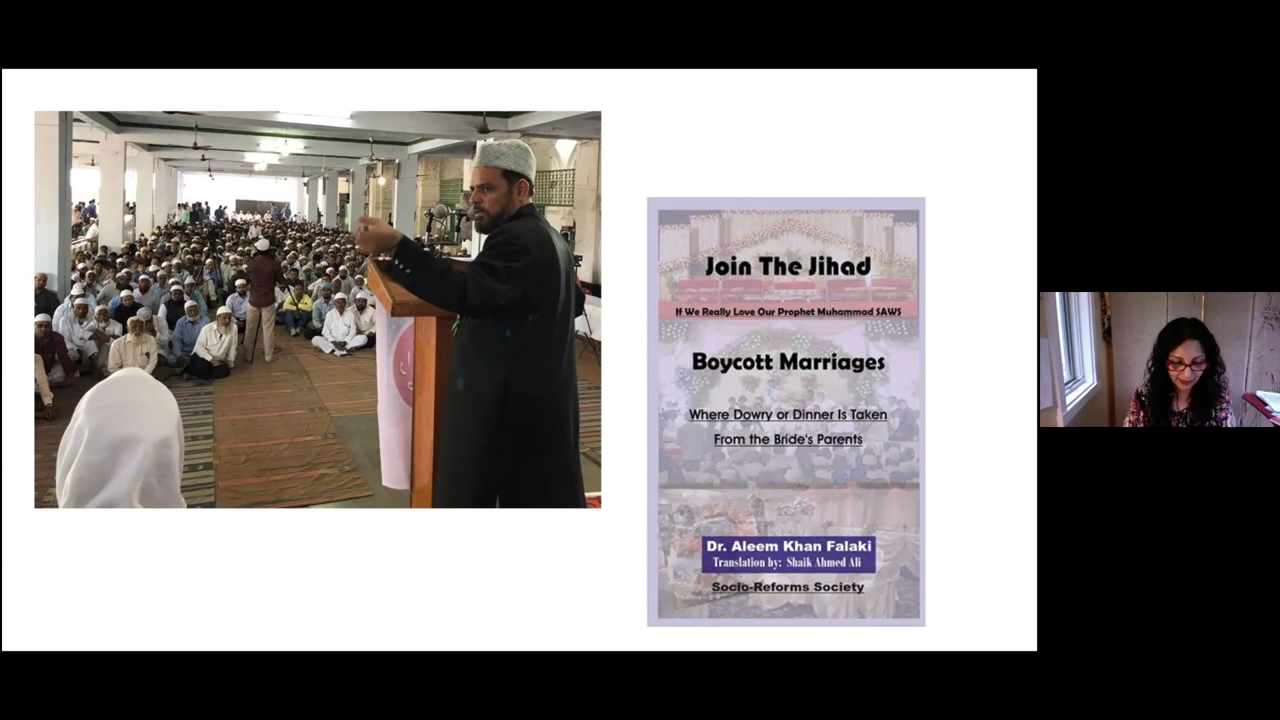 Join The Jihad
If We Really Love Our Prophet Muhammad SAWS
Boycott Marriages
Where Dowry or Dinner Is Taken
From the Bride's Parents
Dr. Aleem Khan Falaki
Translation by: Shaik Ahmed Ali
Socio-Reforms Society